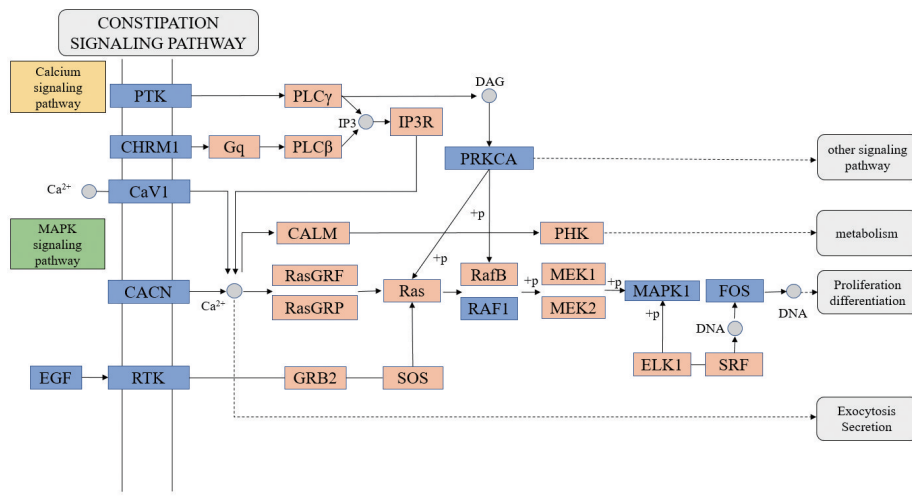 CONSTIPATION
SIGNALING PATHWAY
Calcium
signaling
pathway
PTK
PLCγ
DAG
IP3
IP3R
CHRM1
Gq
PLCβ
PRKCA
other signaling
pathway
Ca²⁺
CaV1
MAPK
signaling
pathway
+p
CALM
PHK
metabolism
+p
RasGRF
RafB
MEK1
CACN
Ca²⁺
Ras
+p
+p
MAPK1
FOS
Proliferation
differentiation
RasGRP
RAF1
MEK2
+p
DNA
DNA
ELK1
SRF
EGF
RTK
GRB2
SOS
Exocytosis
Secretion